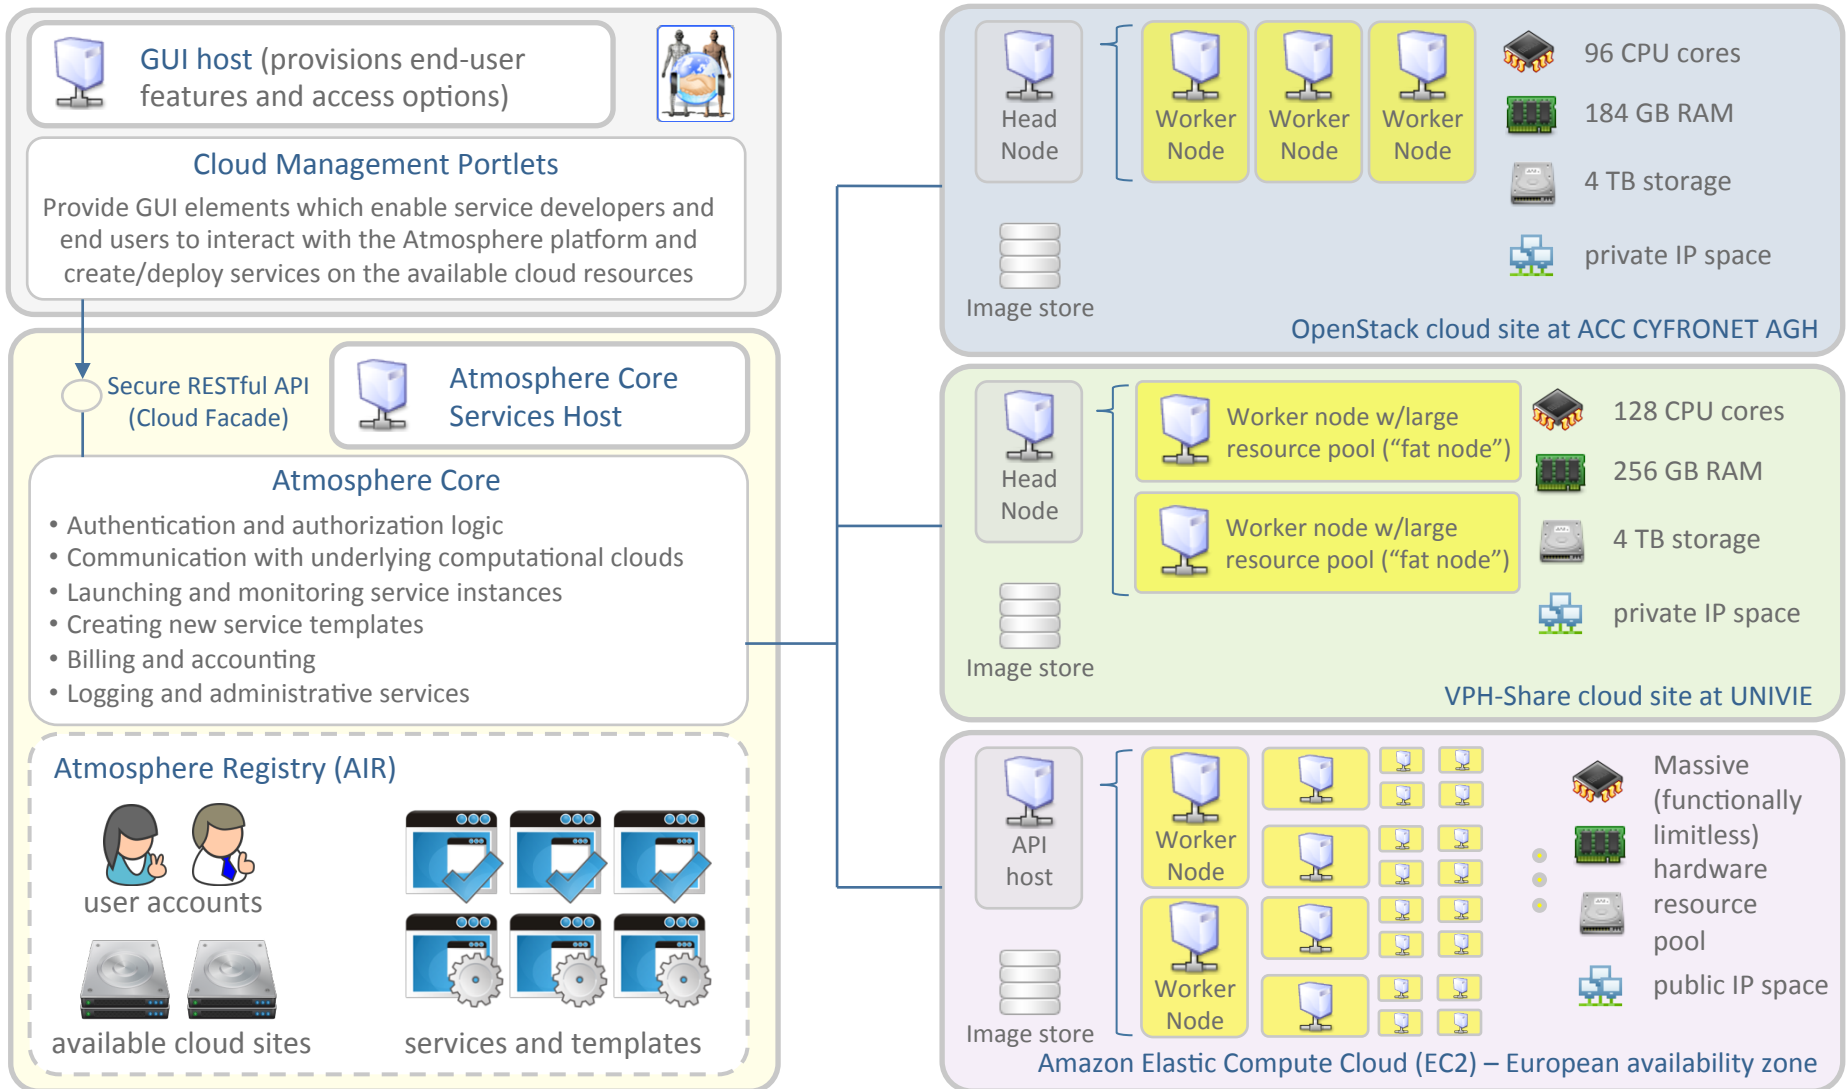 GUI host (provisions end-user
features and access options)
Cloud Management Portlets
Provide GUI elements which enable service developers and
end users to interact with the Atmosphere platform and
create/deploy services on the available cloud resources
Secure RESTful API
(Cloud Facade)
Atmosphere Core
Services Host
Atmosphere Core
• Authentication and authorization logic
• Communication with underlying computational clouds
• Launching and monitoring service instances
• Creating new service templates
• Billing and accounting
• Logging and administrative services
Atmosphere Registry (AIR)
user accounts
available cloud sites
services and templates
Head
Node
Worker
Node
Worker
Node
Worker
Node
96 CPU cores
184 GB RAM
4 TB storage
private IP space
Image store
OpenStack cloud site at ACC CYFRONET AGH
Head
Node
Worker node w/large
resource pool (“fat node”)
Worker node w/large
resource pool (“fat node”)
128 CPU cores
256 GB RAM
4 TB storage
private IP space
Image store
VPH-Share cloud site at UNIVIE
API
host
Worker
Node
Worker
Node
Massive
(functionally
limitless)
hardware
resource
pool
public IP space
Image store
Amazon Elastic Compute Cloud (EC2) – European availability zone